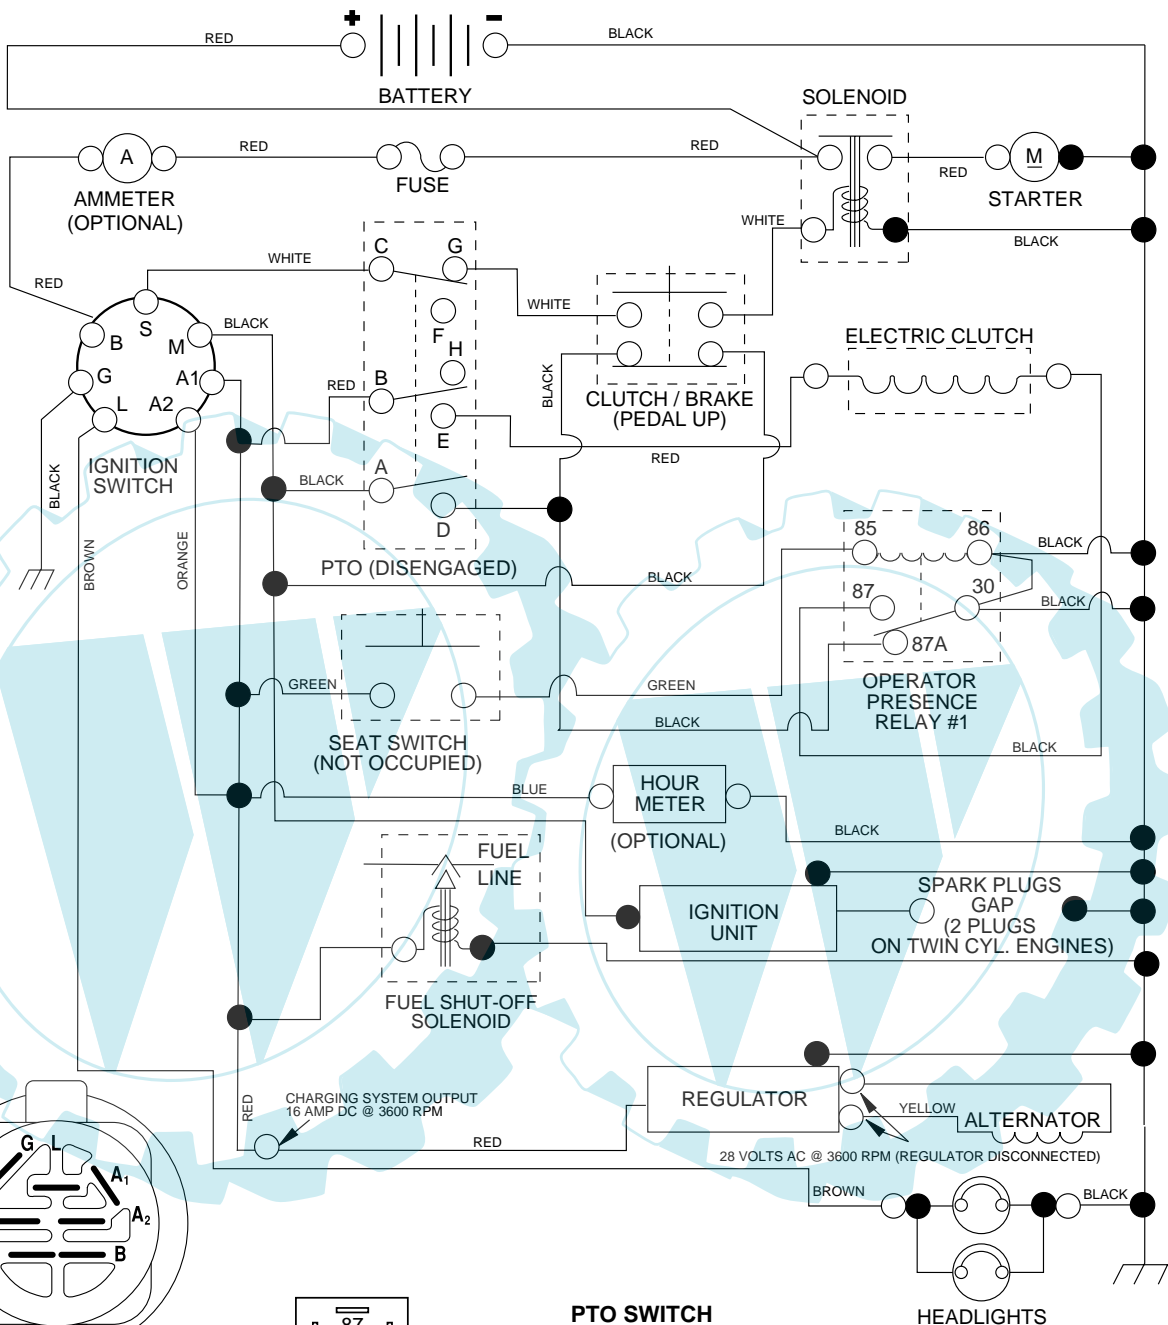 + -
RED
BLACK
BATTERY
SOLENOID
A
RED
RED
M
FUSE
RED
AMMETER
(OPTIONAL)
STARTER
WHITE
BLACK
C G
WHITE
RED
WHITE
S
B
M
BLACK
F
ELECTRIC CLUTCH
H
G
A1
RED
B
BLACK
CLUTCH / BRAKE
(PEDAL UP)
L A2
E
IGNITION
SWITCH
RED
BLACK
A
BLACK
D
85 86
BLACK
BROWN
ORANGE
PTO (DISENGAGED)
BLACK
87 30
BLACK
87A
GREEN
GREEN
OPERATOR
PRESENCE
RELAY #1
SEAT SWITCH
(NOT OCCUPIED)
BLACK
BLACK
BLUE
HOUR
METER
(OPTIONAL)
BLACK
FUEL
LINE
SPARK PLUGS
GAP
(2 PLUGS
ON TWIN CYL. ENGINES)
IGNITION
UNIT
FUEL SHUT-OFF
SOLENOID
RED
CHARGING SYSTEM OUTPUT
16 AMP DC @ 3600 RPM
REGULATOR
YELLOW
ALTERNATOR
RED
28 VOLTS AC @ 3600 RPM (REGULATOR DISCONNECTED)
G L
A1
A2
B
BROWN
BLACK
87
PTO SWITCH
HEADLIGHTS